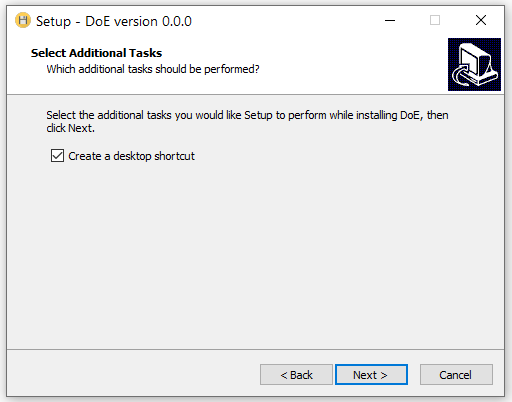 Setup - DoE version 0.0.0
Select Additional Tasks
Which additional tasks should be performed?
Select the additional tasks you would like Setup to perform while installing DoE, then
click Next.
Create a desktop shortcut
< Back
Next >
Cancel